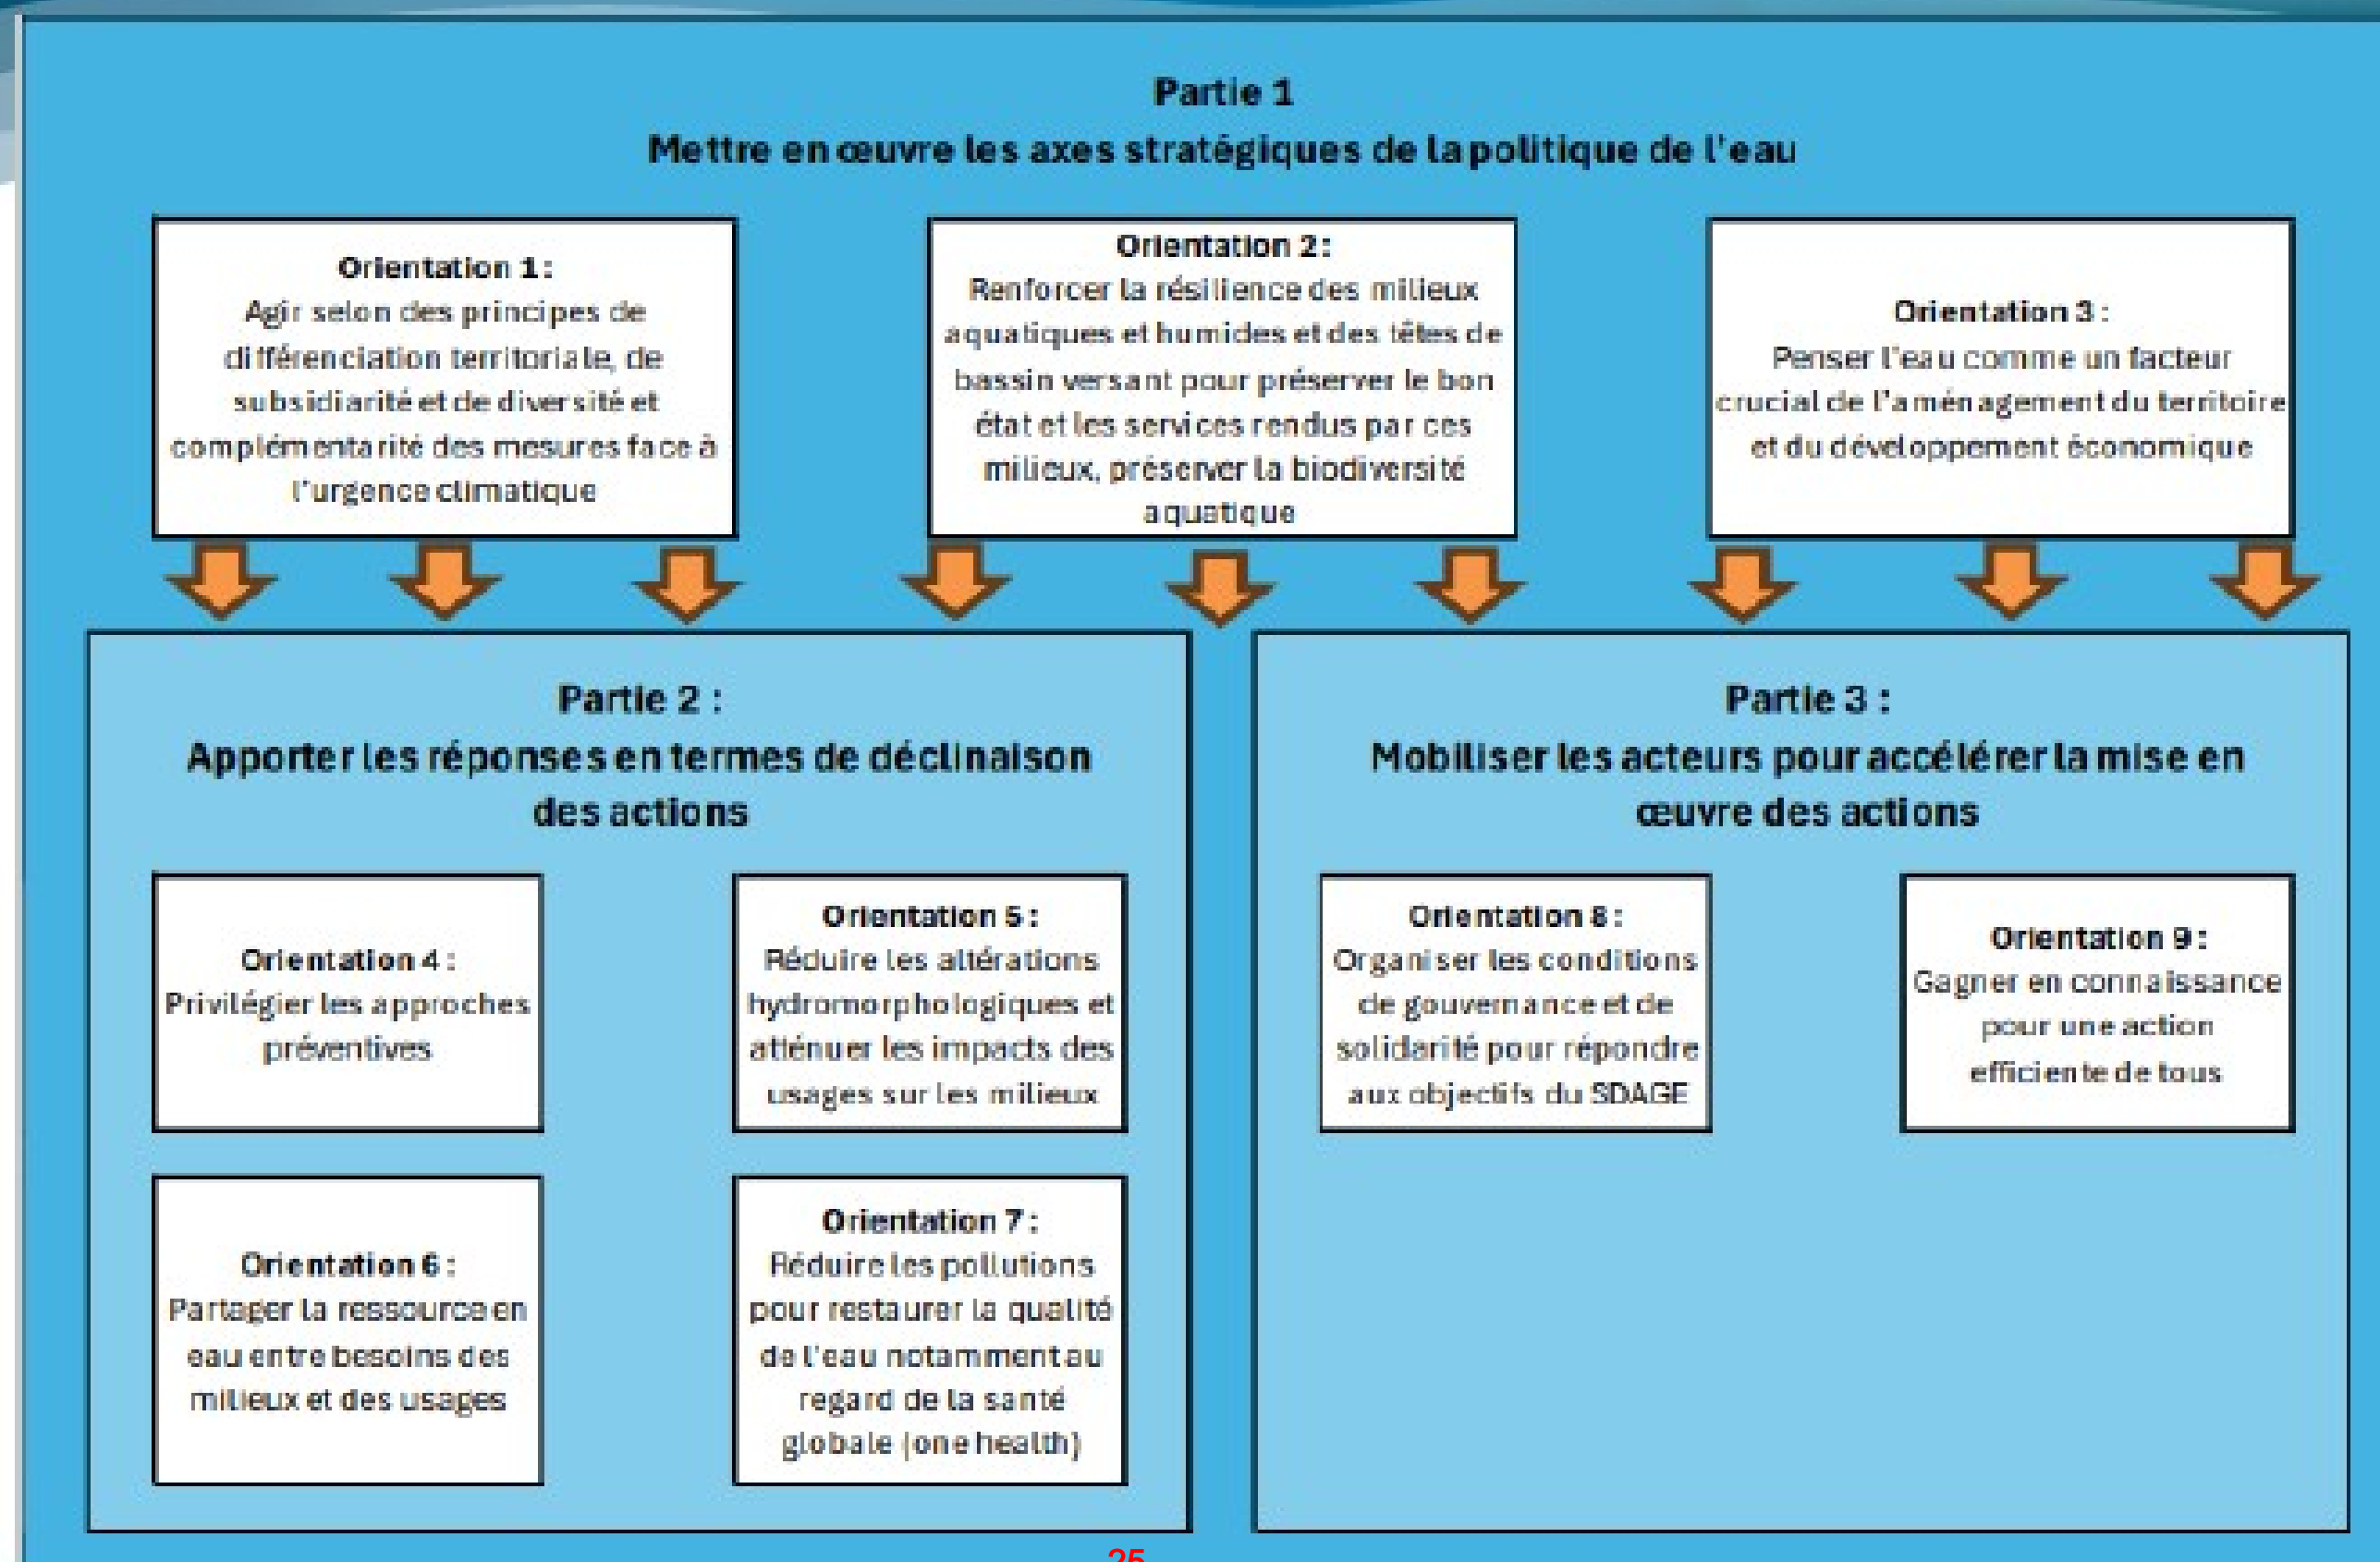 Partie 1
Mettre en œuvre les axes stratégiques de la politique de l'eau
Orientation 1 :
Agir selon des principes de
différenciation territoriale, de
subsidiarité et de diversité et
complémentarité des mesures face à
l'urgence climatique
Orientation 2 :
Renforcer la résilience des milieux
aquatiques et humides et des têtes de
bassin versant pour préserver le bon
état et les services rendus par ces
milieux, préserver la biodiversité
aquatique
Orientation 3 :
Penser l'eau comme un facteur
crucial de l'aménagement du territoire
et du développement économique
Partie 2 :
Apporter les réponses en termes de déclinaison
des actions
Orientation 4 :
Privilégier les approches
préventives
Orientation 5 :
Réduire les altérations
hydromorphologiques et
atténuer les impacts des
usages sur les milieux
Orientation 6 :
Partager la ressource en
eau entre besoins des
milieux et des usages
Orientation 7 :
Réduire les pollutions
pour restaurer la qualité
de l'eau notamment au
regard de la santé
globale (one health)
Partie 3 :
Mobiliser les acteurs pour accélérer la mise en
œuvre des actions
Orientation 8 :
Organiser les conditions
de gouvernance et de
solidarité pour répondre
aux objectifs du SDAGE
Orientation 9 :
Gagner en connaissance
pour une action
efficiente de tous
25